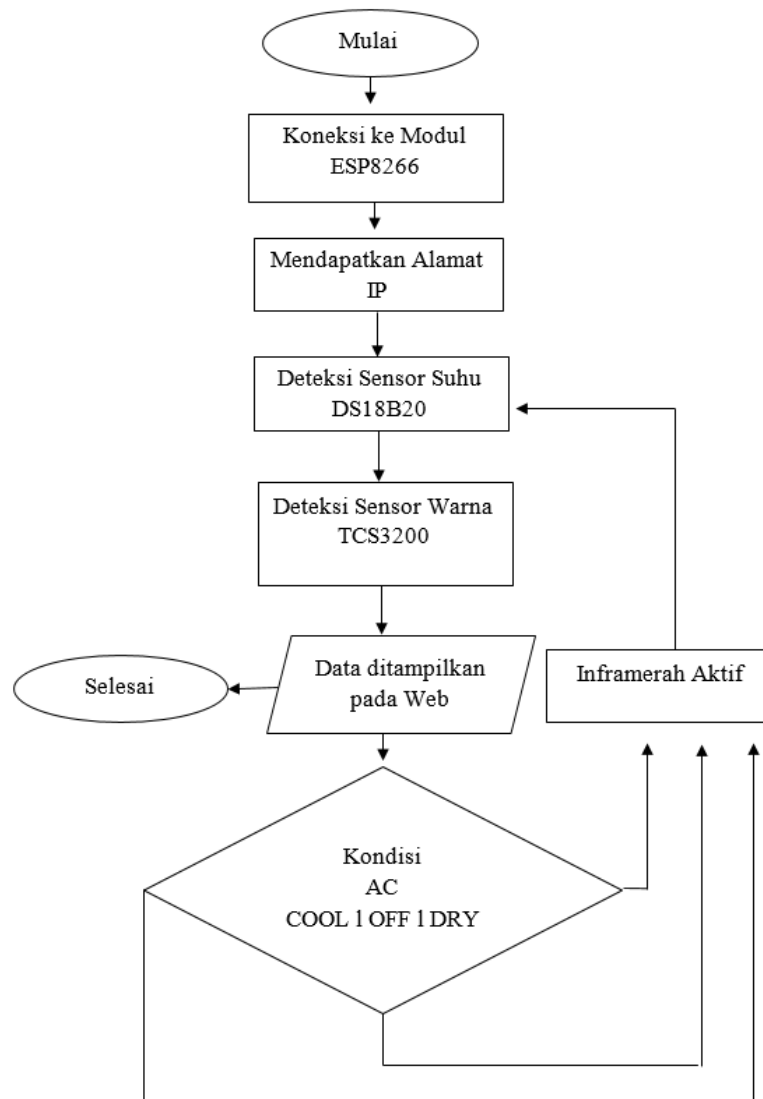 Mulai
Koneksi ke Modul
ESP8266
Mendapatkan Alamat
IP
Deteksi Sensor Suhu
DS18B20
Deteksi Sensor Warna
TCS3200
Data ditampilkan
pada Web
Selesai
Inframerah Aktif
Kondisi
AC
COOL l OFF l DRY